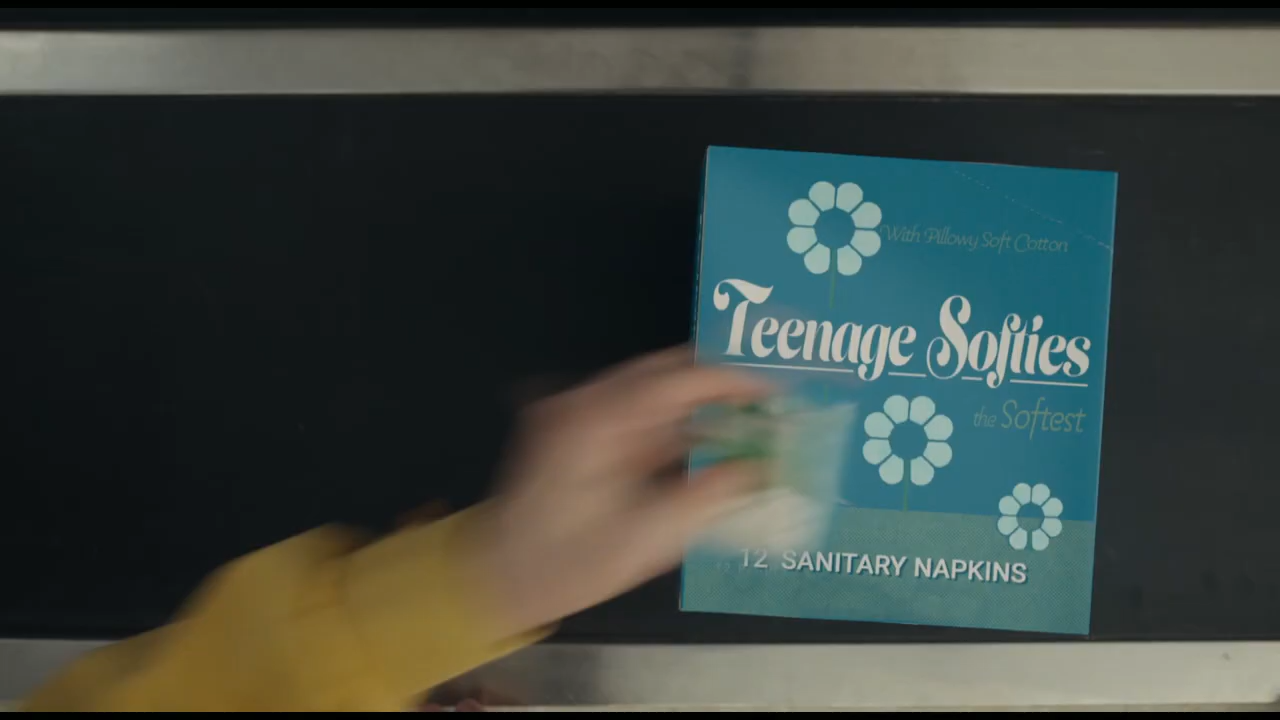 With Pillowy Soft Cotton
Teenage Softies
the Softest
12 SANITARY NAPKINS